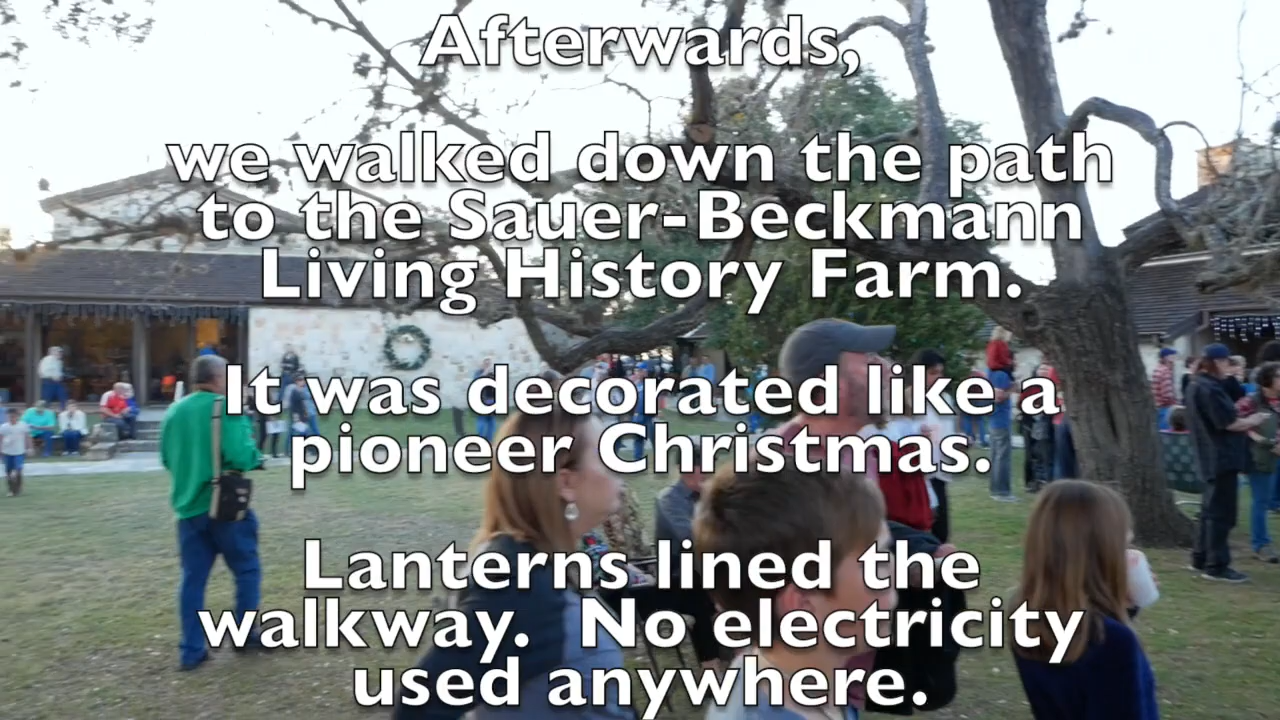 Afterwards,
we walked down the path
to the Sauer-Beckmann
Living History Farm.
It was decorated like a
pioneer Christmas.
Lanterns lined the
walkway.  No electricity
used anywhere.